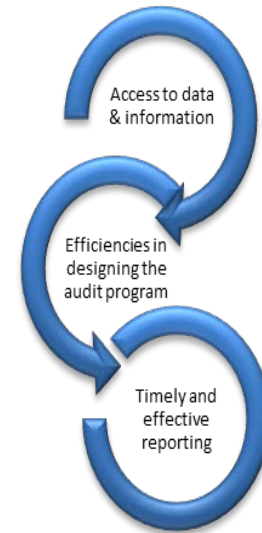 Access to data
& information
Efficiencies in
designing the
audit program
Timely and
effective
reporting